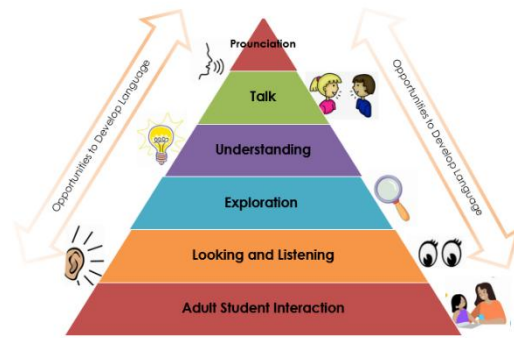 Prounciation
Talk
Understanding
Exploration
Looking and Listening
Adult Student Interaction
Opportunities to Develop Language
Opportunities to Develop Language